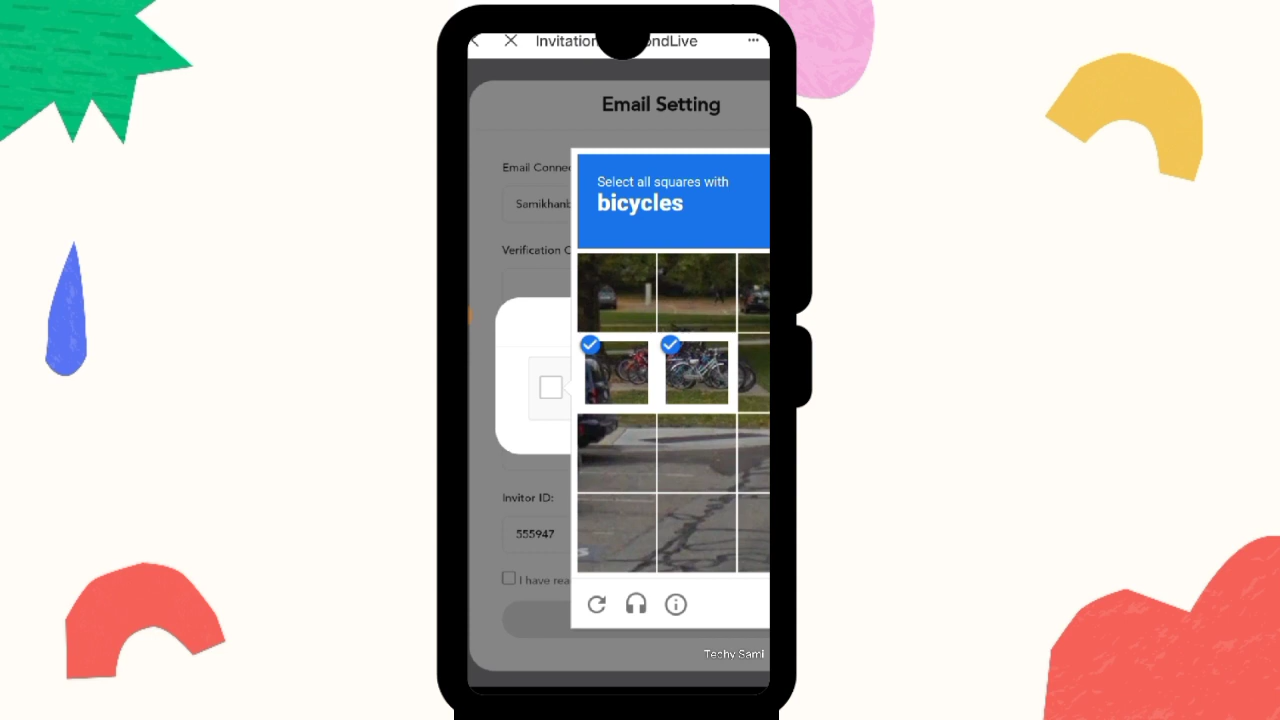 Invitation ondLive
Email Setting
Email Connec
Samikhanb
Verification C
Select all squares with
bicycles
Invitor ID:
555947
I have rea
Techy Sami